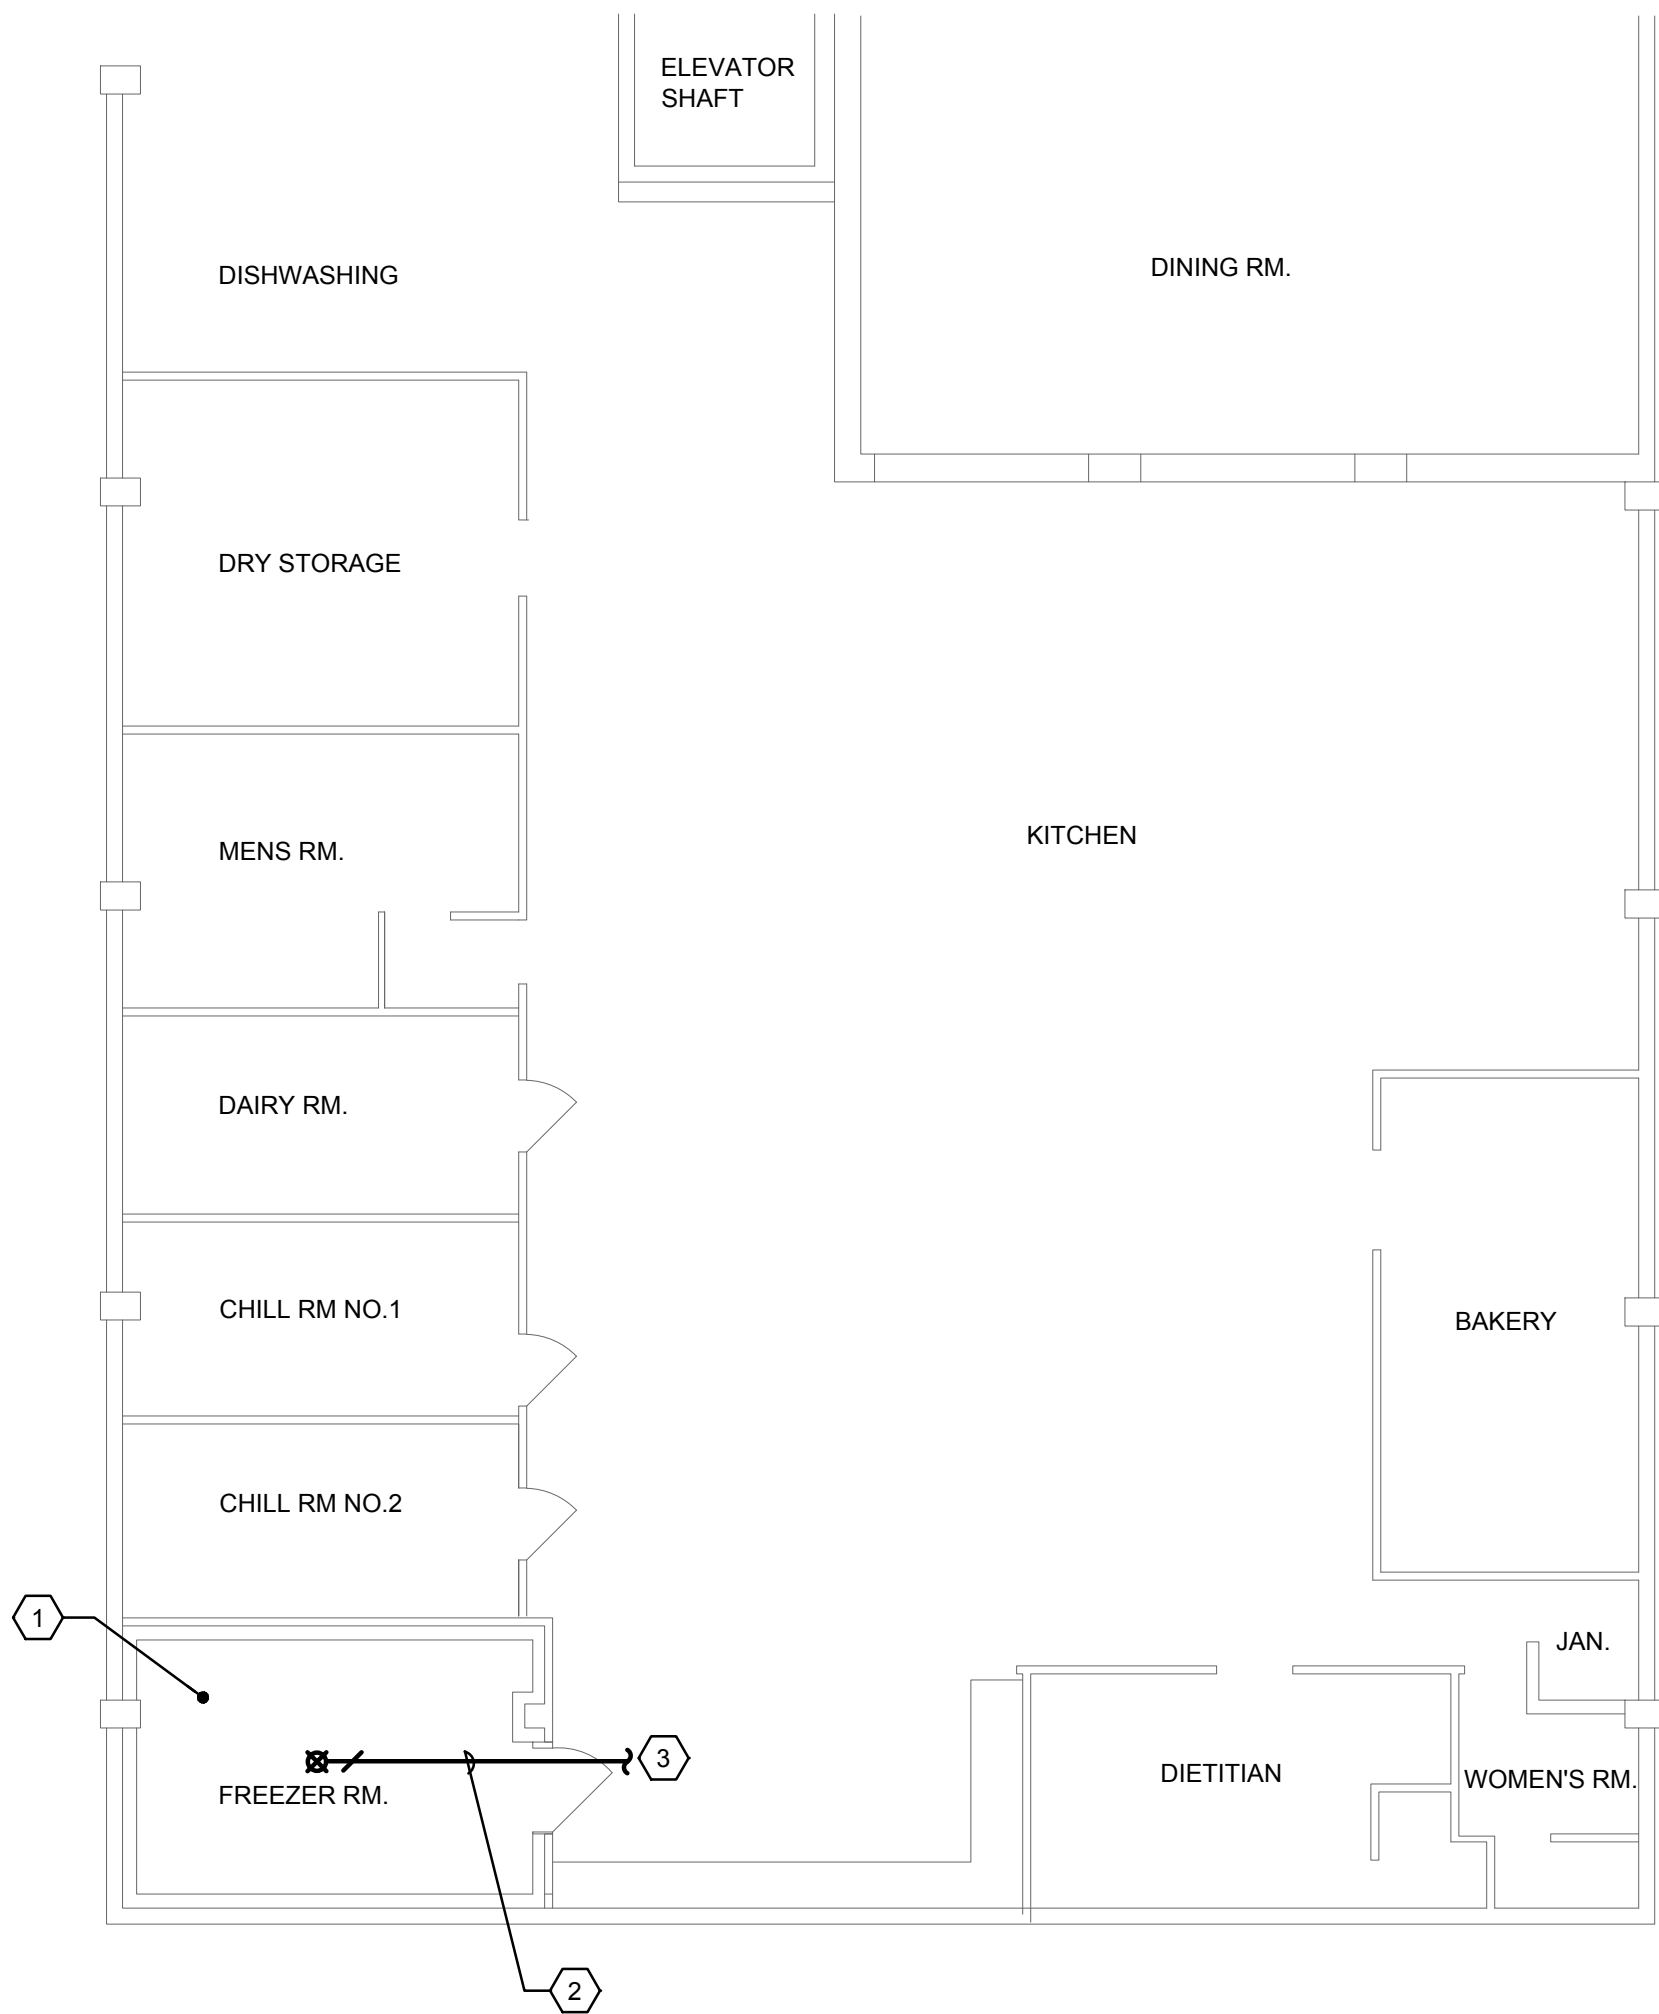 ELEVATOR
SHAFT
DINING RM.
DISHWASHING
DRY STORAGE
KITCHEN
MENS RM.
DAIRY RM.
CHILL RM NO.1
BAKERY
CHILL RM NO.2
1
JAN.
3
DIETITIAN
WOMEN'S RM.
FREEZER RM.
2